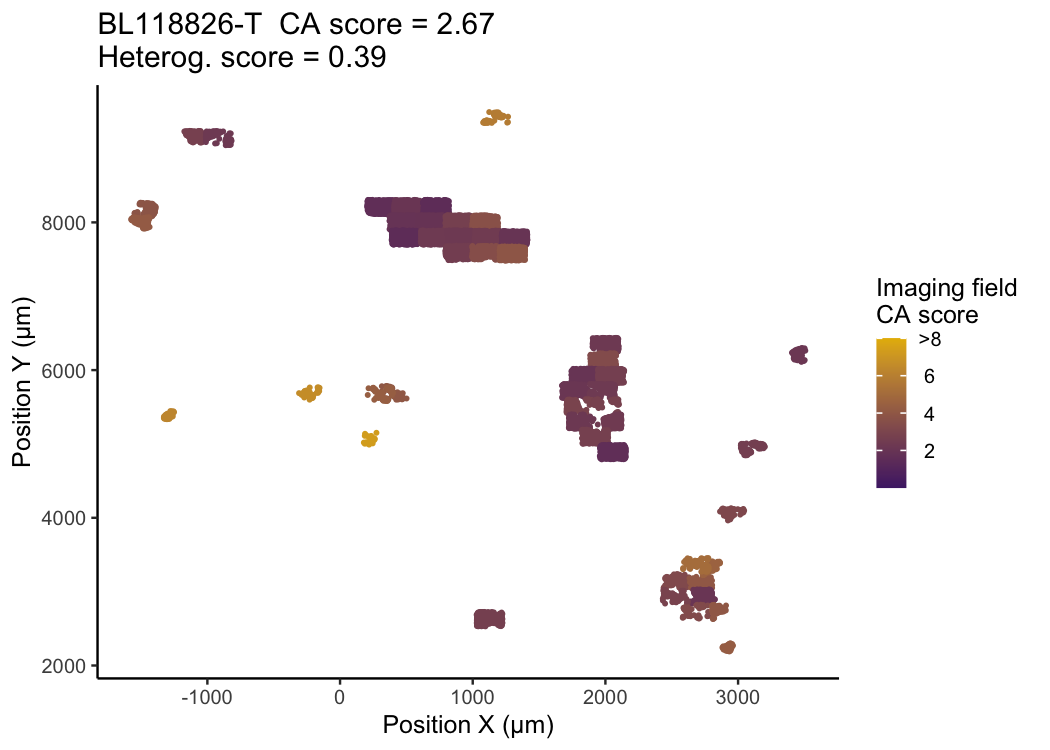 BL118826-T  CA score = 2.67
Heterog. score = 0.39
8000
6000
4000
2000
Position Y (µm)
-1000
0
1000
2000
3000
Position X (µm)
Imaging field
CA score
>8
6
4
2